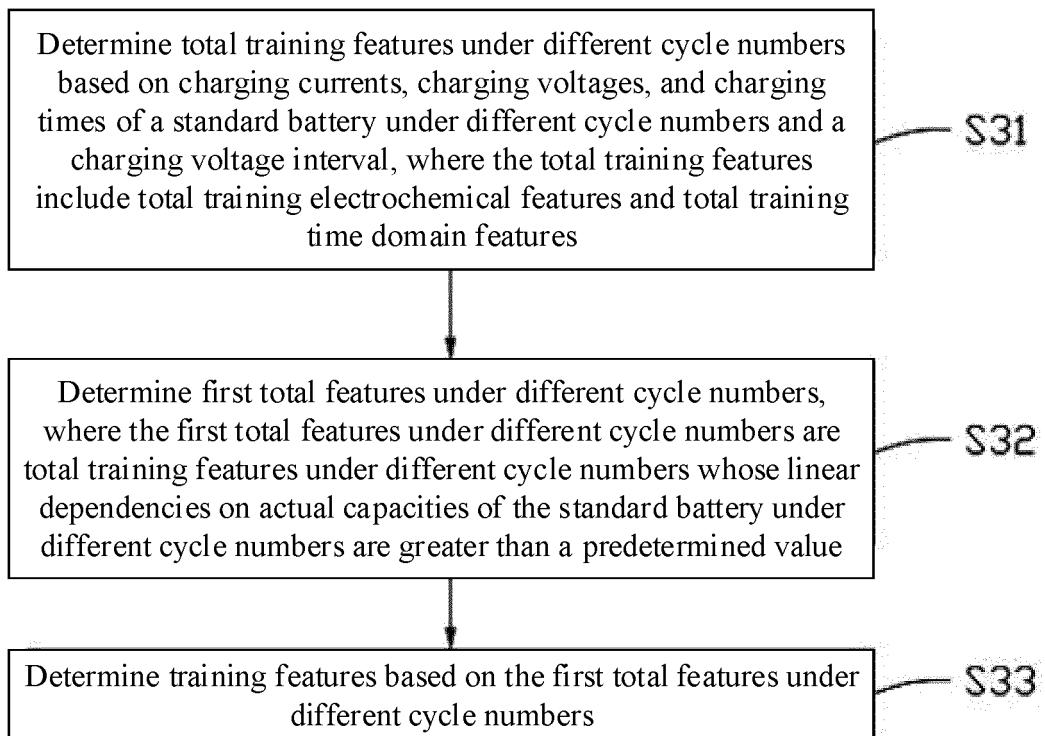 Determine total training features under different cycle numbers
based on charging currents, charging voltages, and charging
times of a standard battery under different cycle numbers and a
charging voltage interval, where the total training features
include total training electrochemical features and total training
time domain features
S31
Determine first total features under different cycle numbers,
where the first total features under different cycle numbers are
total training features under different cycle numbers whose linear
dependencies on actual capacities of the standard battery under
different cycle numbers are greater than a predetermined value
S32
Determine training features based on the first total features under
different cycle numbers
S33